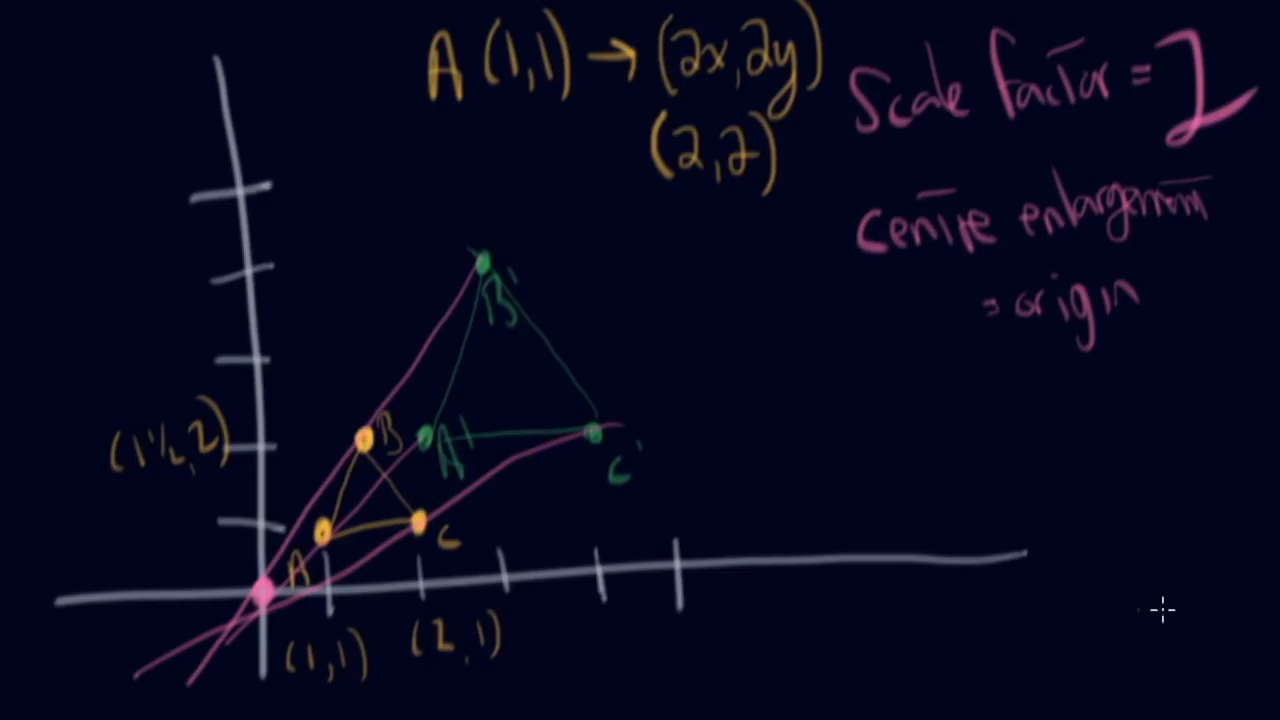 A (1,1) → (2x,2y)
(2,2)
Scale factor = 2
Centre enlargement
= origin
B'
(1½,2)
B
A'
C'
A
C
(1,1)
(2,1)